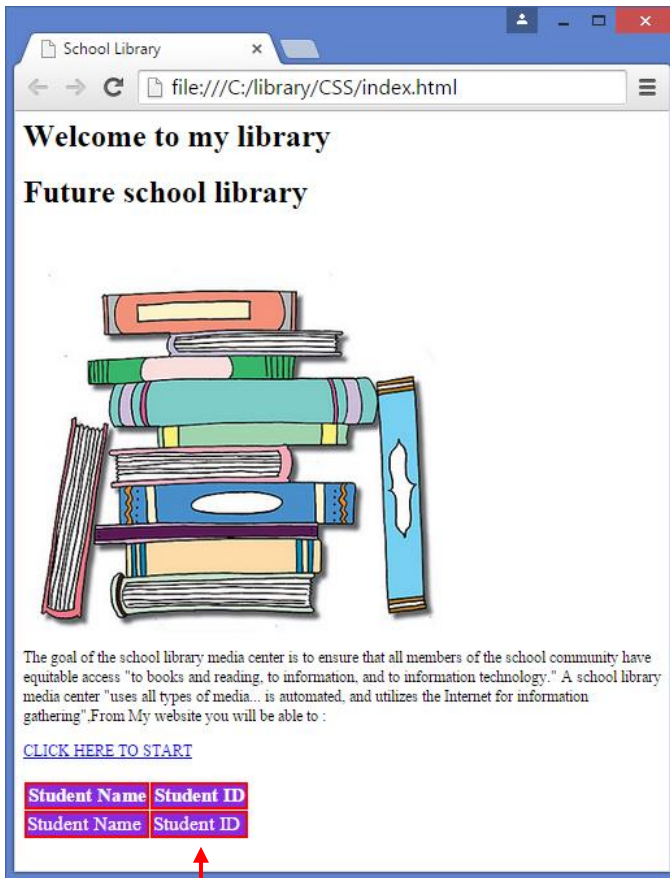 School Library
file:///C:/library/CSS/index.html
Welcome to my library
Future school library
The goal of the school library media center is to ensure that all members of the school community have
equitable access "to books and reading, to information, and to information technology." A school library
media center "uses all types of media... is automated, and utilizes the Internet for information
gathering",From My website you will be able to :
CLICK HERE TO START
Student Name Student ID
Student Name Student ID